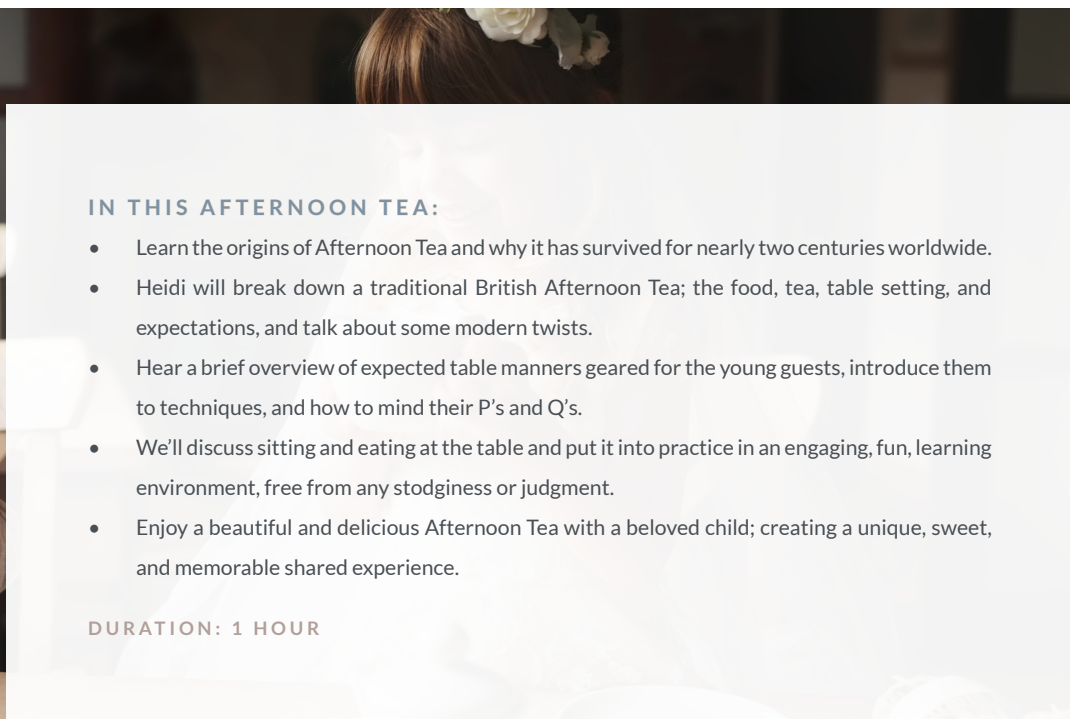 IN THIS AFTERNOON TEA:
• Learn the origins of Afternoon Tea and why it has survived for nearly two centuries worldwide.
• Heidi will break down a traditional British Afternoon Tea; the food, tea, table setting, and
expectations, and talk about some modern twists.
• Hear a brief overview of expected table manners geared for the young guests, introduce them
to techniques, and how to mind their P’s and Q’s.
• We’ll discuss sitting and eating at the table and put it into practice in an engaging, fun, learning
environment, free from any stodginess or judgment.
• Enjoy a beautiful and delicious Afternoon Tea with a beloved child; creating a unique, sweet,
and memorable shared experience.
DURATION: 1 HOUR